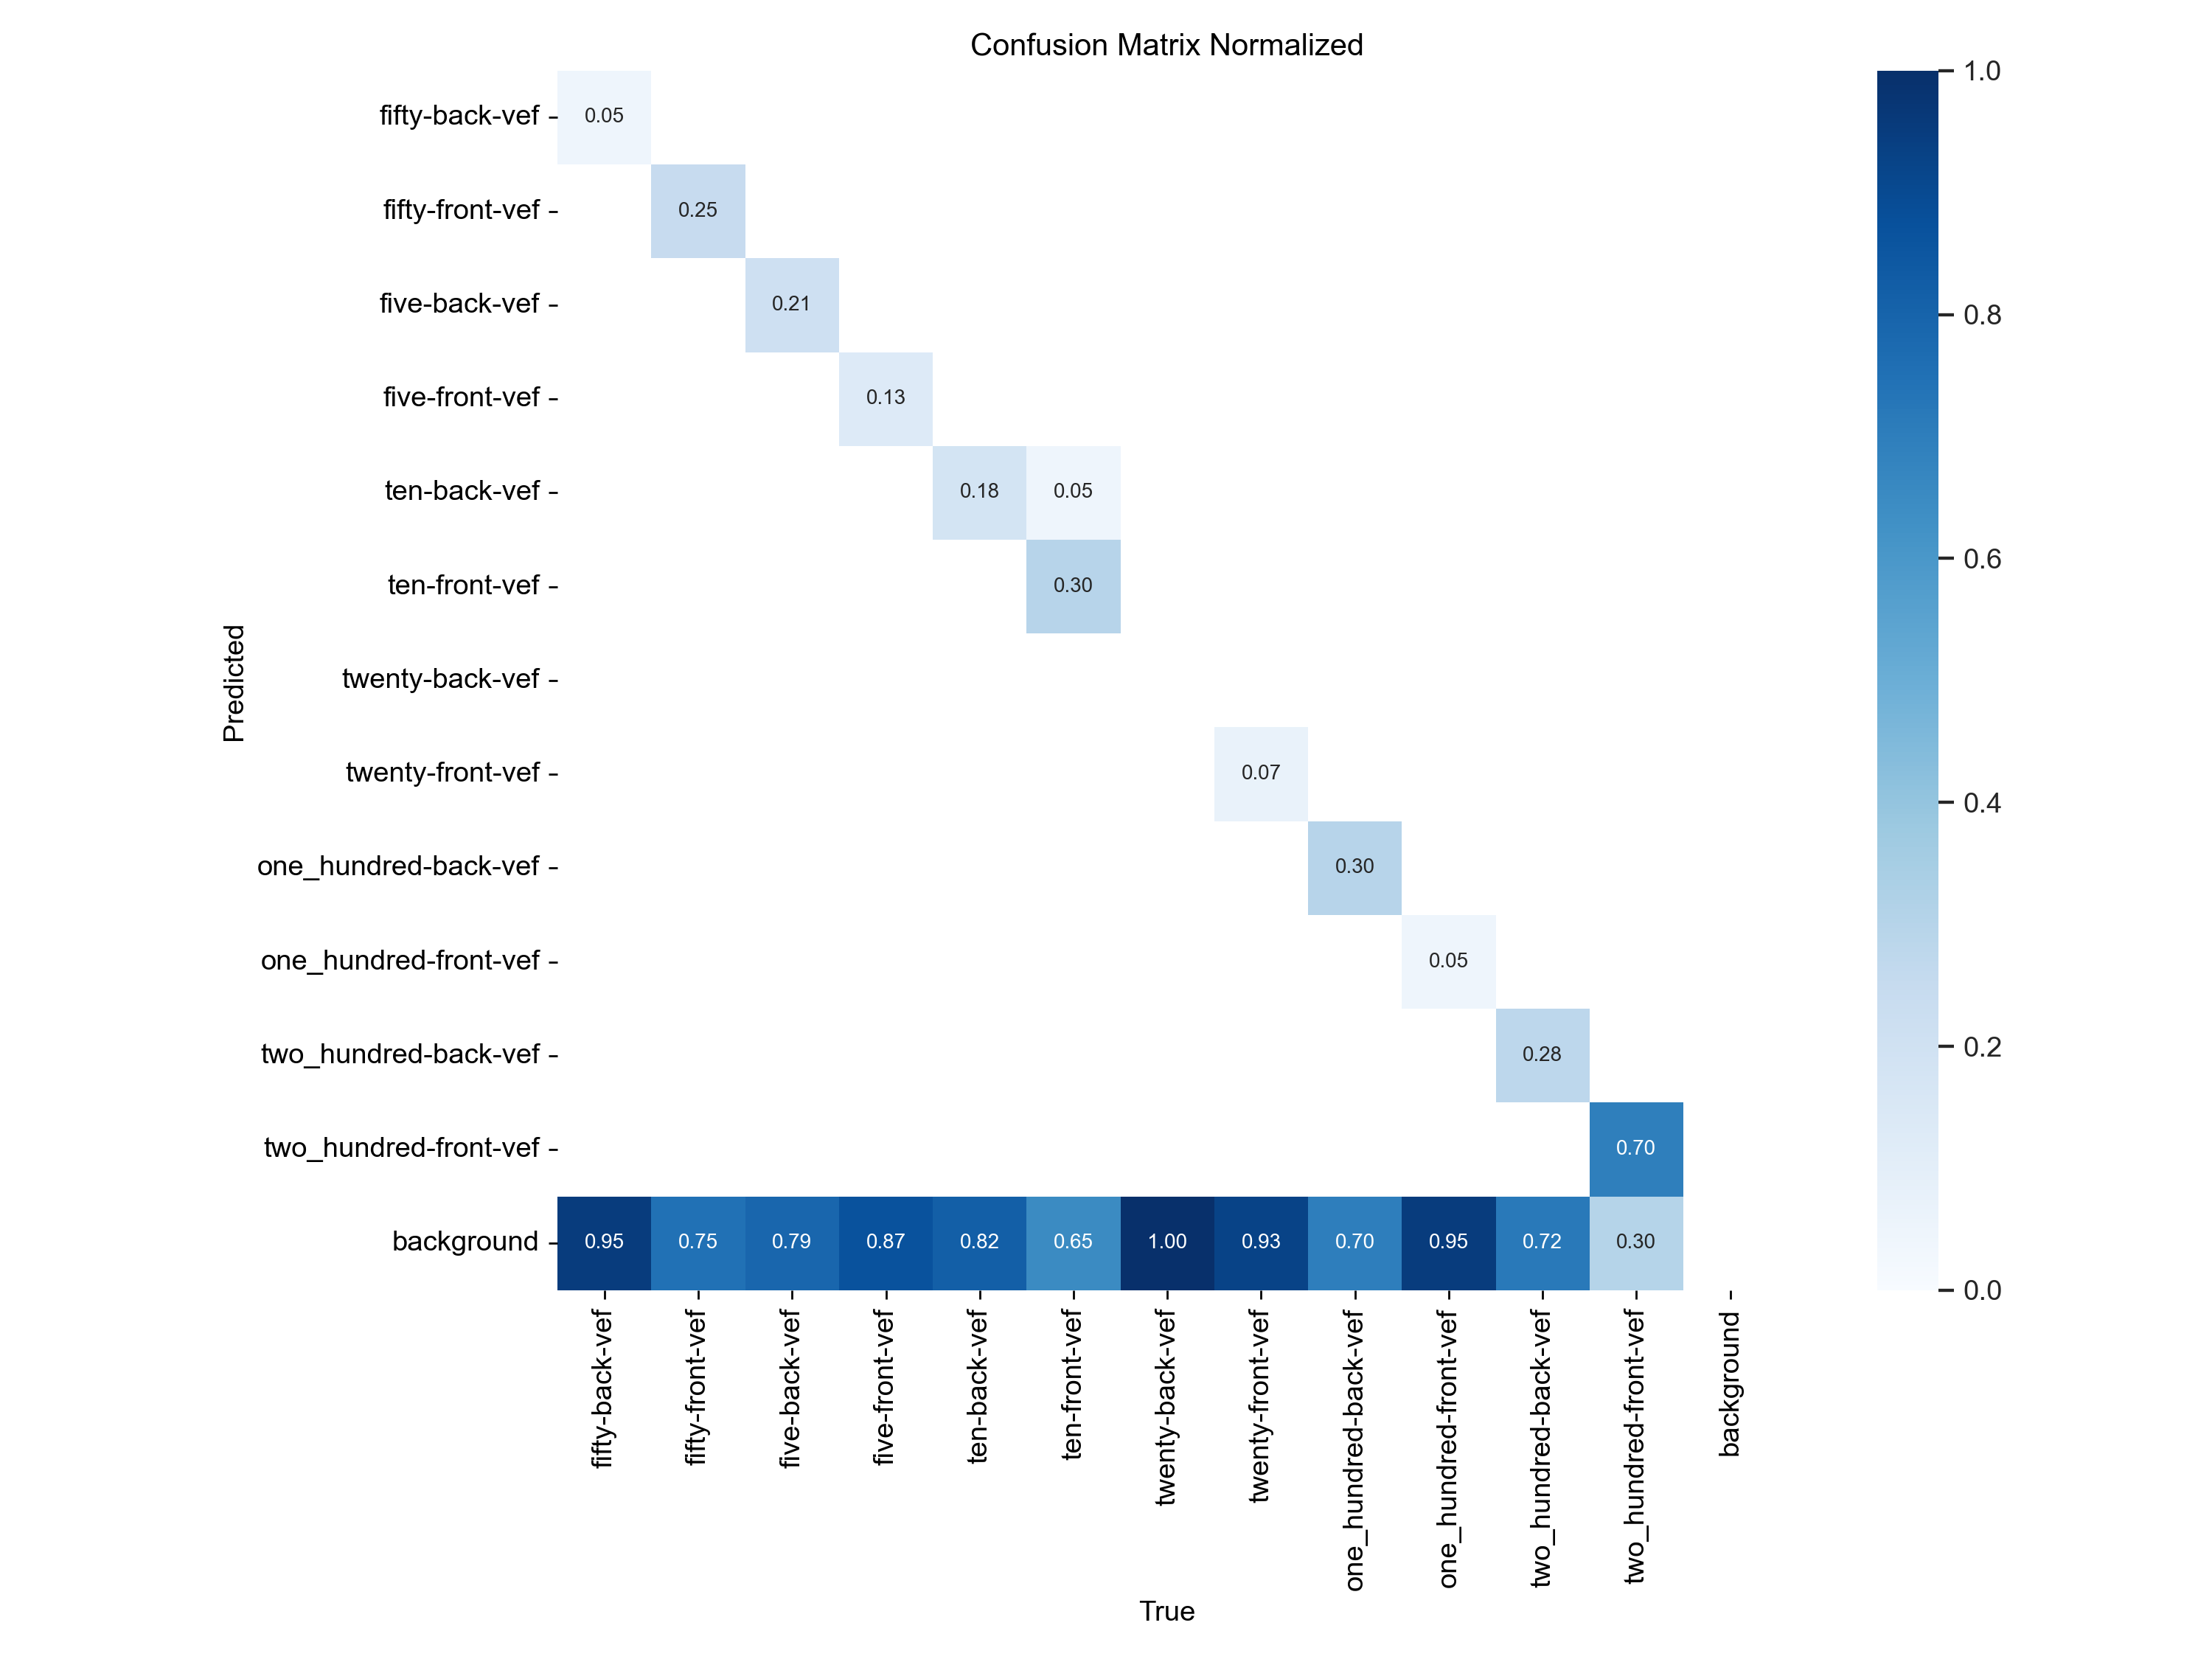 Confusion Matrix Normalized
fifty-back-vef
0.05
fifty-front-vef
0.25
five-back-vef
0.21
five-front-vef
0.13
ten-back-vef
0.18 0.05
ten-front-vef
0.30
twenty-back-vef
twenty-front-vef
0.07
one_hundred-back-vef
0.30
one_hundred-front-vef
0.05
two_hundred-back-vef
0.28
two_hundred-front-vef
0.70
background
0.95 0.75 0.79 0.87 0.82 0.65 1.00 0.93 0.70 0.95 0.72 0.30
Predicted
fifty-back-vef
fifty-front-vef
five-back-vef
five-front-vef
ten-back-vef
ten-front-vef
twenty-back-vef
twenty-front-vef
one_hundred-back-vef
one_hundred-front-vef
two_hundred-back-vef
two_hundred-front-vef
background
True
1.0
0.8
0.6
0.4
0.2
0.0